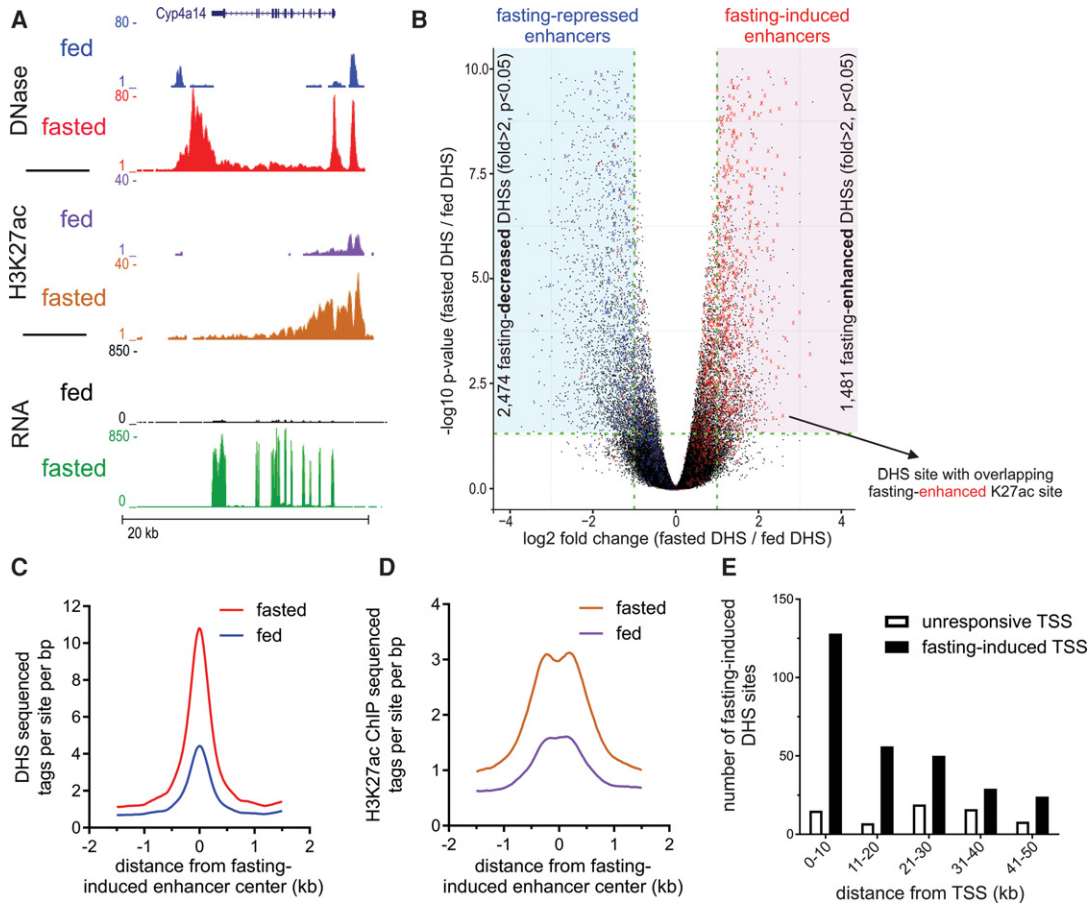 A
Cyp4a14
80 -
fed
1 _
DNase
80 -
fasted
1 _
40 -
fed
1 _
H3K27ac
40 -
fasted
1 _
850 -
fed
0 _
RNA
850 -
fasted
0 _
20 kb
B
fasting-repressed
enhancers
fasting-induced
enhancers
-log10 p-value (fasted DHS / fed DHS)
10.0
7.5
5.0
2.5
0.0
2,474 fasting-decreased DHSs (fold>2, p<0.05)
1,481 fasting-enhanced DHSs (fold>2, p<0.05)
−4
−2
0
2
4
log2 fold change (fasted DHS / fed DHS)
DHS site with overlapping
fasting-enhanced K27ac site
C
DHS sequenced
tags per site per bp
12
10
8
6
4
2
0
fasted
fed
-2
-1
0
1
2
distance from fasting-
induced enhancer center (kb)
D
H3K27ac ChIP sequenced
tags per site per bp
4
3
2
1
0
fasted
fed
-2
-1
0
1
2
distance from fasting-
induced enhancer center (kb)
E
number of fasting-induced
DHS sites
150
100
50
0
unresponsive TSS
fasting-induced TSS
0-10
11-20
21-30
31-40
41-50
distance from TSS (kb)